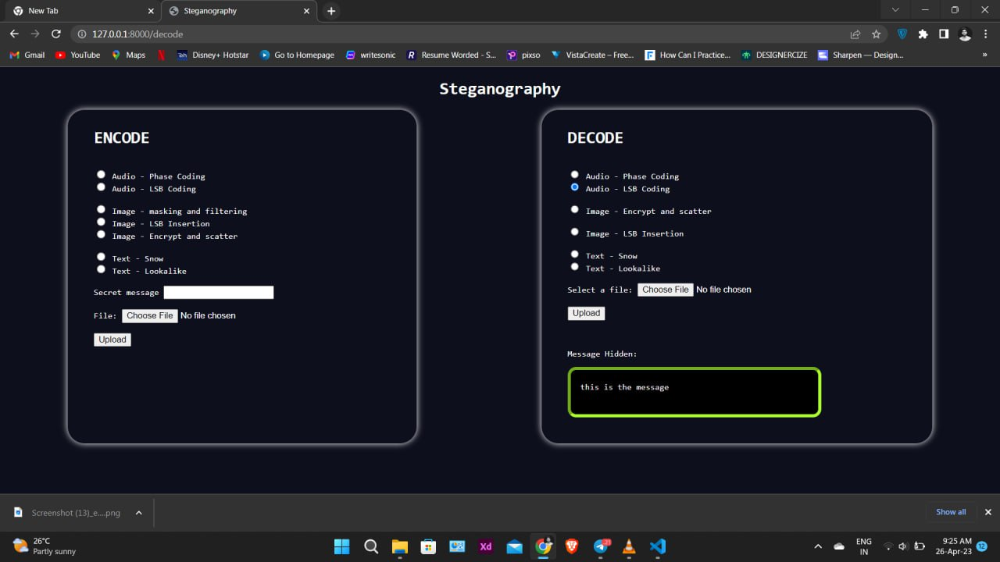 New Tab
Steganography
127.0.0.1:8000/decode
Gmail
YouTube
Maps
Disney+ Hotstar
Go to Homepage
writesonic
Resume Worded - S...
pixso
VistaCreate – Free...
How Can I Practice...
DESIGNERCIZE
Sharpen — Design...
»
Steganography
ENCODE
Audio - Phase Coding
Audio - LSB Coding
Image - masking and filtering
Image - LSB Insertion
Image - Encrypt and scatter
Text - Snow
Text - Lookalike
Secret message
File: Choose File No file chosen
Upload
DECODE
Audio - Phase Coding
Audio - LSB Coding
Image - Encrypt and scatter
Image - LSB Insertion
Text - Snow
Text - Lookalike
Select a file: Choose File No file chosen
Upload
Message Hidden:
this is the message
Screenshot (13)_e....png
Show all
26°C
Partly sunny
Xd
ENG
IN
9:25 AM
26-Apr-23
12